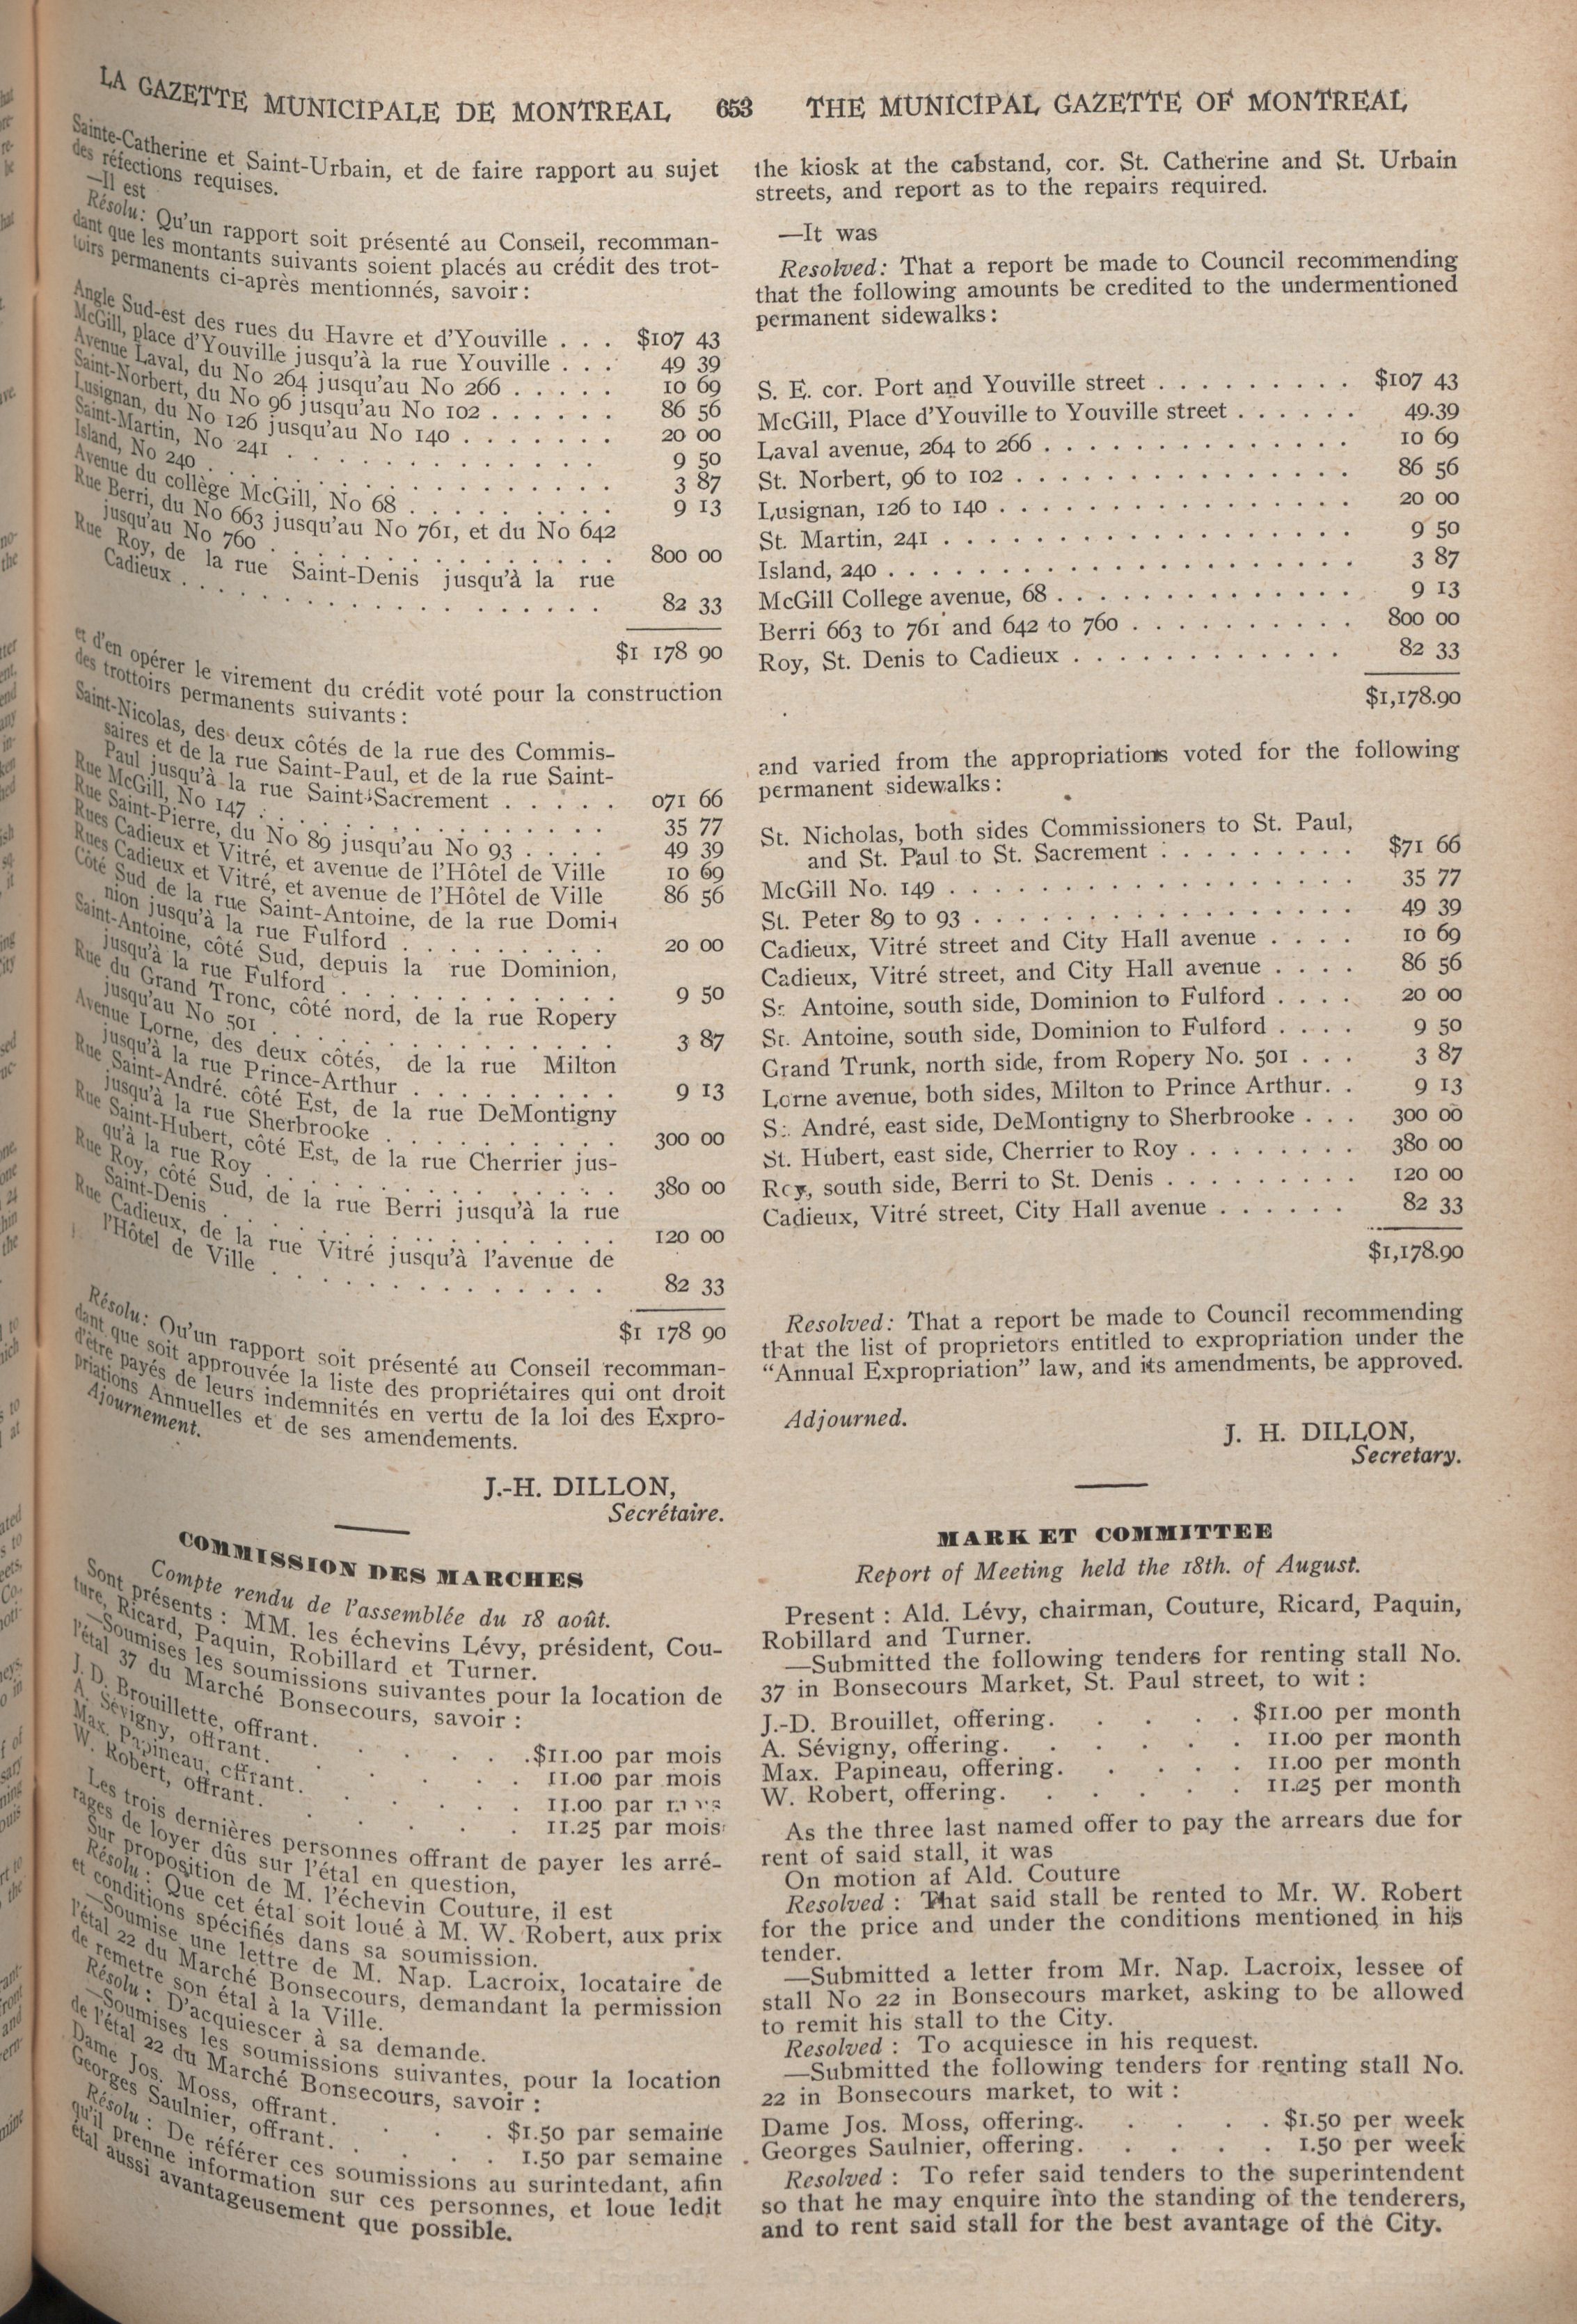 LA GAZETTE MUNICIPALE DE MONTREAL 653 THE MUNICIPAL GAZETTE OF MONTREAL
Sainte-Catherine et Saint-Urbain, et de faire rapport au sujet
des réfections requises.
—Il est
Résolu: Qu'un rapport soit présenté au Conseil, recomman-
dant que les montants suivants soient placés au crédit des trot-
toirs permanents ci-après mentionnés, savoir:
Angle Sud-est des rues du Havre et d'Youville . . . $107 43
McGill, place d'Youville jusqu'à la rue Youville . . . 49 39
Avenue Laval, du No 264 jusqu'au No 266 . . . . . 10 69
Saint-Norbert, du No 96 jusqu'au No 102 . . . . . . 86 56
Lusignan, du No 126 jusqu'au No 140 . . . . . . . 20 00
Saint-Martin, No 241 . . . . . . . . . . . . . 9 50
Island, No 240 . . . . . . . . . . . . . . . . 3 87
Avenue du collège McGill, No 68 . . . . . . . . . 9 13
Rue Berri, du No 663 jusqu'au No 761, et du No 642
jusqu'au No 760 . . . . . . . . . . . . . . . 800 00
Rue Roy, de la rue Saint-Denis jusqu'à la rue
Cadieux . . . . . . . . . . . . . . . . . . 82 33
$1 178 90
et d'en opérer le virement du crédit voté pour la construction
des trottoirs permanents suivants:
Saint-Nicolas, des deux côtés de la rue des Commis-
saires et de la rue Saint-Paul, et de la rue Saint-
Paul jusqu'à la rue Saint-Sacrement . . . . . 071 66
Rue McGill, No 147 . . . . . . . . . . . . . . 35 77
Rue Saint-Pierre, du No 89 jusqu'au No 93 . . . . 49 39
Rues Cadieux et Vitré, et avenue de l'Hôtel de Ville 10 69
Rues Cadieux et Vitré, et avenue de l'Hôtel de Ville 86 56
Côté Sud de la rue Saint-Antoine, de la rue Domi-
nion jusqu'à la rue Fulford . . . . . . . . . 20 00
Saint-Antoine, côté Sud, depuis la rue Dominion,
jusqu'à la rue Fulford . . . . . . . . . . . . 9 50
Rue du Grand Tronc, côté nord, de la rue Ropery
jusqu'au No 501 . . . . . . . . . . . . . . . 3 87
Avenue Lorne, des deux côtés, de la rue Milton
jusqu'à la rue Prince-Arthur . . . . . . . . . 9 13
Rue Saint-André. côté Est, de la rue DeMontigny
jusqu'à la rue Sherbrooke . . . . . . . . . . 300 00
Rue Saint-Hubert, côté Est, de la rue Cherrier jus-
qu'à la rue Roy . . . . . . . . . . . . . . . 380 00
Rue Roy, côté Sud, de la rue Berri jusqu'à la rue
Saint-Denis . . . . . . . . . . . . . . . . . 120 00
Rue Cadieux, de la rue Vitré jusqu'à l'avenue de
l'Hôtel de Ville . . . . . . . . . . . . . . 82 33
$1 178 90
Résolu: Qu'un rapport soit présenté au Conseil recomman-
dant que soit approuvée la liste des propriétaires qui ont droit
d'être payés de leurs indemnités en vertu de la loi des Expro-
priations Annuelles et de ses amendements.
Ajournement.
J.-H. DILLON,
Secrétaire.
COMMISSION DES MARCHES
Compte rendu de l'assemblée du 18 août.
Sont présents : MM. les échevins Lévy, président, Cou-
ture, Ricard, Paquin, Robillard et Turner.
—Soumises les soumissions suivantes pour la location de
l'étal 37 du Marché Bonsecours, savoir :
J. D. Brouillette, offrant. . . . . .$11.00 par mois
A. Sévigny, offrant. . . . . . 11.00 par mois
Max. Papineau, offrant. . . . . . 11.00 par
W. Robert, offrant. . . . . . 11.25 par mois
Les trois dernières personnes offrant de payer les arré-
rages de loyer dûs sur l'étal en question,
Sur proposition de M. l'échevin Couture, il est
Résolu : Que cet étal soit loué à M. W. Robert, aux prix
et conditions spécifiés dans sa soumission.
—Soumise une lettre de M. Nap. Lacroix, locataire de
l'étal 22 du Marché Bonsecours, demandant la permission
de remetre son étal à la Ville.
Résolu : D'acquiescer à sa demande.
—Soumises les soumissions suivantes, pour la location
de l'étal 22 du Marché Bonsecours, savoir :
Dame Jos. Moss, offrant. . . . . $1.50 par semaine
Georges Saulnier, offrant. . . . . . 1.50 par semaine
Résolu : De référer ces soumissions au surintedant, afin
qu'il prenne information sur ces personnes, et loue ledit
étal aussi avantageusement que possible.
the kiosk at the cabstand, cor. St. Catherine and St. Urbain
streets, and report as to the repairs required.
—It was
Resolved: That a report be made to Council recommending
that the following amounts be credited to the undermentioned
permanent sidewalks:
S. E. cor. Port and Youville street . . . . . . . . . $107 43
McGill, Place d'Youville to Youville street . . . . . . 49.39
Laval avenue, 264 to 266 . . . . . . . . . . . . . . 10 69
St. Norbert, 96 to 102 . . . . . . . . . . . . . . . 86 56
Lusignan, 126 to 140 . . . . . . . . . . . . . . . . 20 00
St. Martin, 241 . . . . . . . . . . . . . . . . . . 9 50
Island, 240 . . . . . . . . . . . . . . . . . . . . 3 87
McGill College avenue, 68 . . . . . . . . . . . . . . 9 13
Berri 663 to 761 and 642 to 760 . . . . . . . . . . 800 00
Roy, St. Denis to Cadieux . . . . . . . . . . . . 82 33
$1,178.90
and varied from the appropriations voted for the following
permanent sidewalks:
St. Nicholas, both sides Commissioners to St. Paul,
and St. Paul to St. Sacrement . . . . . . . . . $71 66
McGill No. 149 . . . . . . . . . . . . . . . . . . 35 77
St. Peter 89 to 93 . . . . . . . . . . . . . . . . . 49 39
Cadieux, Vitré street and City Hall avenue . . . . 10 69
Cadieux, Vitré street, and City Hall avenue . . . . 86 56
St. Antoine, south side, Dominion to Fulford . . . . 20 00
St. Antoine, south side, Dominion to Fulford . . . . 9 50
Grand Trunk, north side, from Ropery No. 501 . . . 3 87
Lorne avenue, both sides, Milton to Prince Arthur. . 9 13
St. André, east side, DeMontigny to Sherbrooke . . . 300 00
St. Hubert, east side, Cherrier to Roy . . . . . . . . 380 00
Roy, south side, Berri to St. Denis . . . . . . . . . 120 00
Cadieux, Vitré street, City Hall avenue . . . . . . 82 33
$1,178.90
Resolved: That a report be made to Council recommending
that the list of proprietors entitled to expropriation under the
"Annual Expropriation" law, and its amendments, be approved.
Adjourned.
J. H. DILLON,
Secretary.
MARKET COMMITTEE
Report of Meeting held the 18th. of August.
Present : Ald. Lévy, chairman, Couture, Ricard, Paquin,
Robillard and Turner.
—Submitted the following tenders for renting stall No.
37 in Bonsecours Market, St. Paul street, to wit :
J.-D. Brouillet, offering. . . . . . $11.00 per month
A. Sévigny, offering. . . . . . 11.00 per month
Max. Papineau, offering. . . . . . 11.00 per month
W. Robert, offering. . . . . . 11.25 per month
As the three last named offer to pay the arrears due for
rent of said stall, it was
On motion af Ald. Couture
Resolved : That said stall be rented to Mr. W. Robert
for the price and under the conditions mentioned in his
tender.
—Submitted a letter from Mr. Nap. Lacroix, lessee of
stall No 22 in Bonsecours market, asking to be allowed
to remit his stall to the City.
Resolved : To acquiesce in his request.
—Submitted the following tenders for renting stall No.
22 in Bonsecours market, to wit :
Dame Jos. Moss, offering. . . . . . $1.50 per week
Georges Saulnier, offering. . . . . . 1.50 per week
Resolved : To refer said tenders to the superintendent
so that he may enquire into the standing of the tenderers,
and to rent said stall for the best avantage of the City.